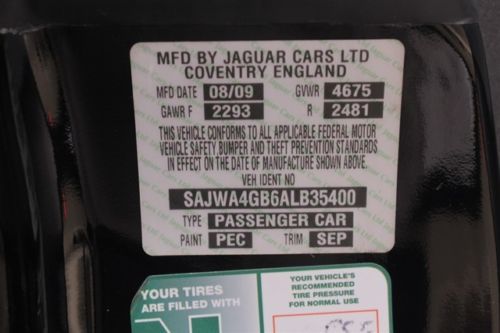 MFD BY JAGUAR CARS LTD
COVENTRY ENGLAND
MFD DATE 08/09 GVWR 4675
GAWR F 2293 R 2481
THIS VEHICLE CONFORMS TO ALL APPLICABLE FEDERAL MOTOR
VEHICLE SAFETY BUMPER AND THEFT PREVENTION STANDARDS
IN EFFECT ON THE DATE OF MANUFACTURE SHOWN ABOVE.
VEH IDENT NO
SAJWA4GB6ALB35400
TYPE PASSENGER CAR
PAINT PEC TRIM SEP
YOUR TIRES
ARE FILLED WITH
YOUR VEHICLE'S
RECOMMENDED
TIRE PRESSURE
FOR NORMAL USE